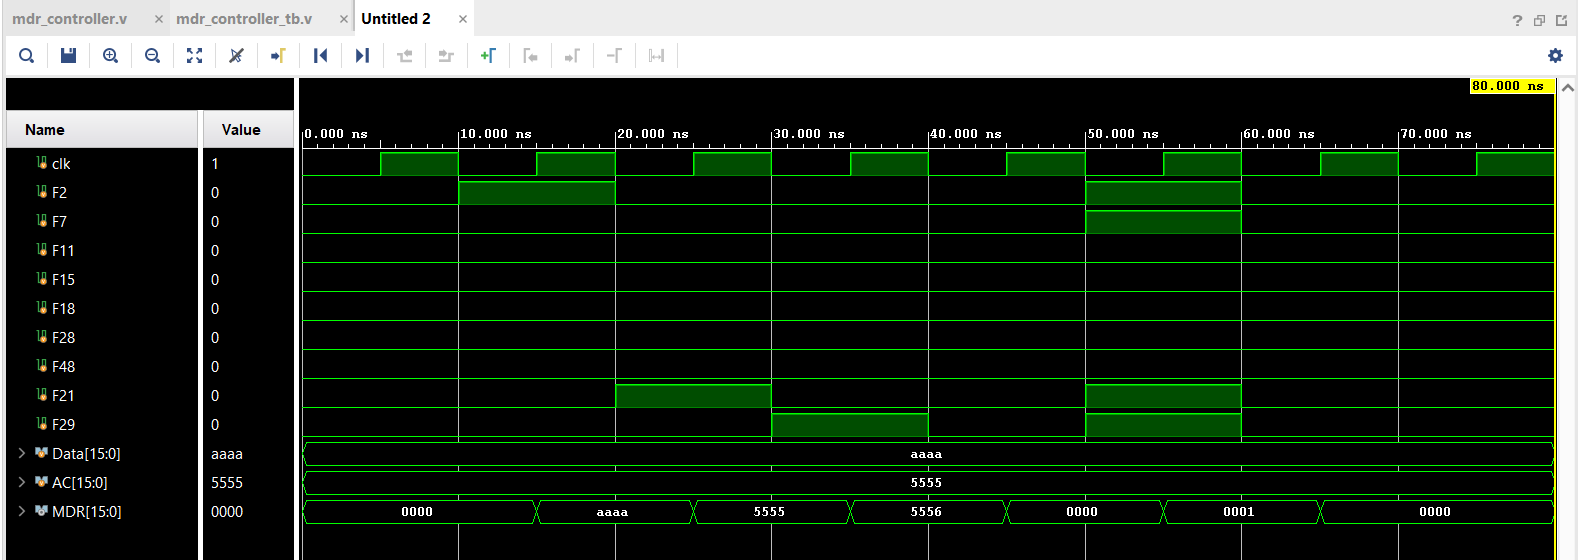 mdr_controller.v × mdr_controller_tb.v × Untitled 2 × ?
80.000 ns
Name Value
0.000 ns 10.000 ns 20.000 ns 30.000 ns 40.000 ns 50.000 ns 60.000 ns 70.000 ns
clk 1
F2 0
F7 0
F11 0
F15 0
F18 0
F28 0
F48 0
F21 0
F29 0
Data[15:0] aaaa aaaa
AC[15:0] 5555 5555
MDR[15:0] 0000 0000 aaaa 5555 5556 0000 0001 0000